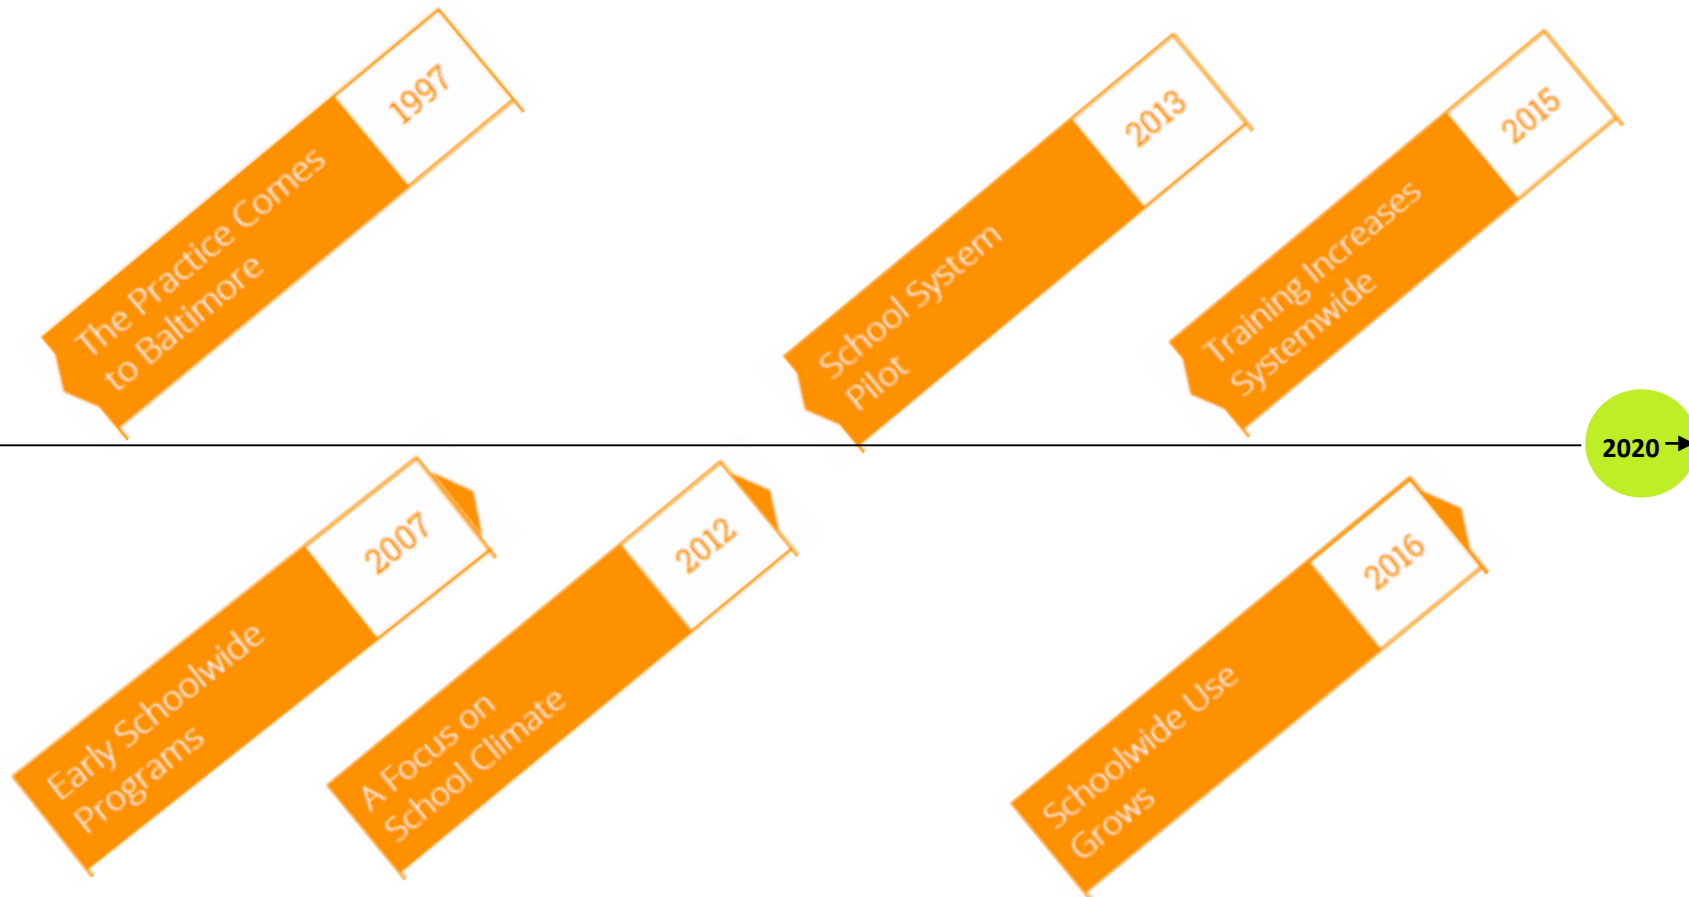 1997
The Practice Comes
to Baltimore
2013
School System
Pilot
2015
Training Increases
Systemwide
2020
2007
Early Schoolwide
Programs
2012
A Focus on
School Climate
2016
Schoolwide Use
Grows